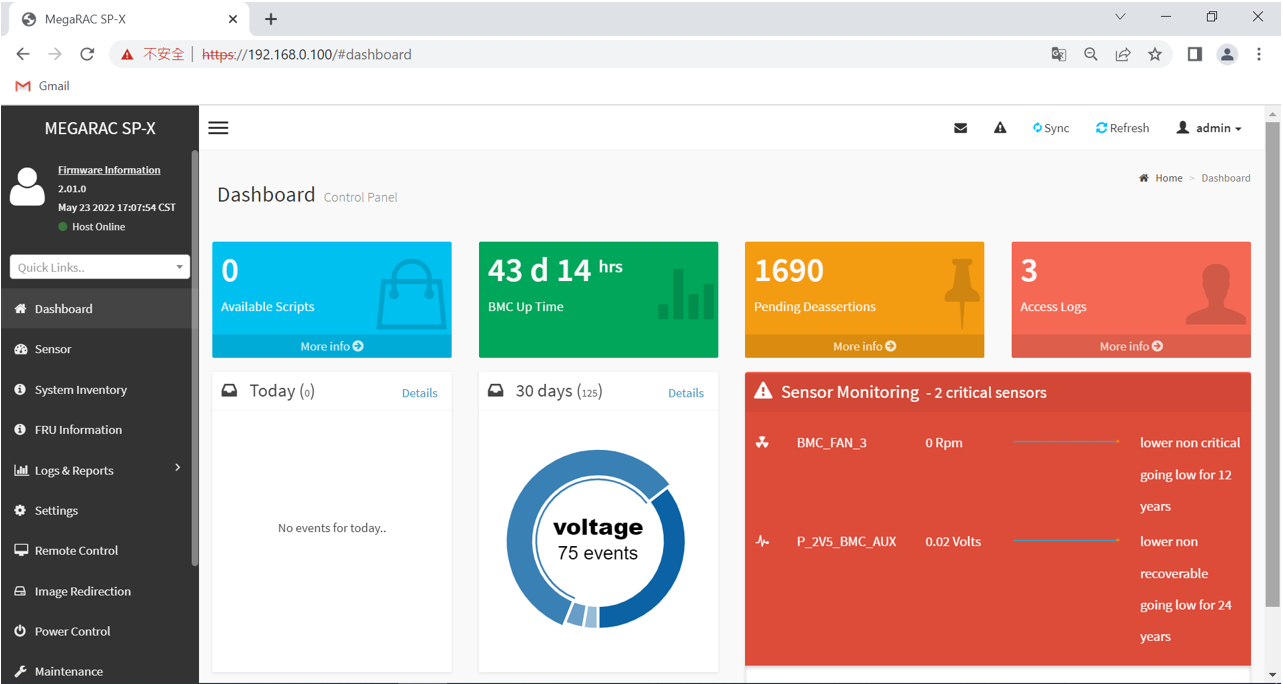 MegaRAC SP-X
不安全 | https://192.168.0.100/#dashboard
Gmail
MEGARAC SP-X
Firmware Information
2.01.0
May 23 2022 17:07:54 CST
Host Online
Quick Links..
Dashboard
Sensor
System Inventory
FRU Information
Logs & Reports
Settings
Remote Control
Image Redirection
Power Control
Maintenance
Sync
Refresh
admin
Dashboard Control Panel
Home > Dashboard
0
Available Scripts
More info
43 d 14 hrs
BMC Up Time
1690
Pending Deassertions
More info
3
Access Logs
More info
Today (0) Details
No events for today..
30 days (125) Details
voltage
75 events
Sensor Monitoring - 2 critical sensors
BMC_FAN_3 0 Rpm lower non critical
going low for 12
years
P_2V5_BMC_AUX 0.02 Volts lower non
recoverable
going low for 24
years